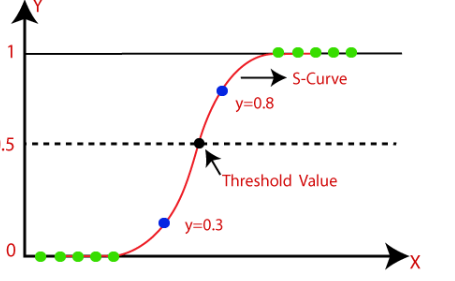 Y
1
S-Curve
y=0.8
.5
Threshold Value
y=0.3
0
X